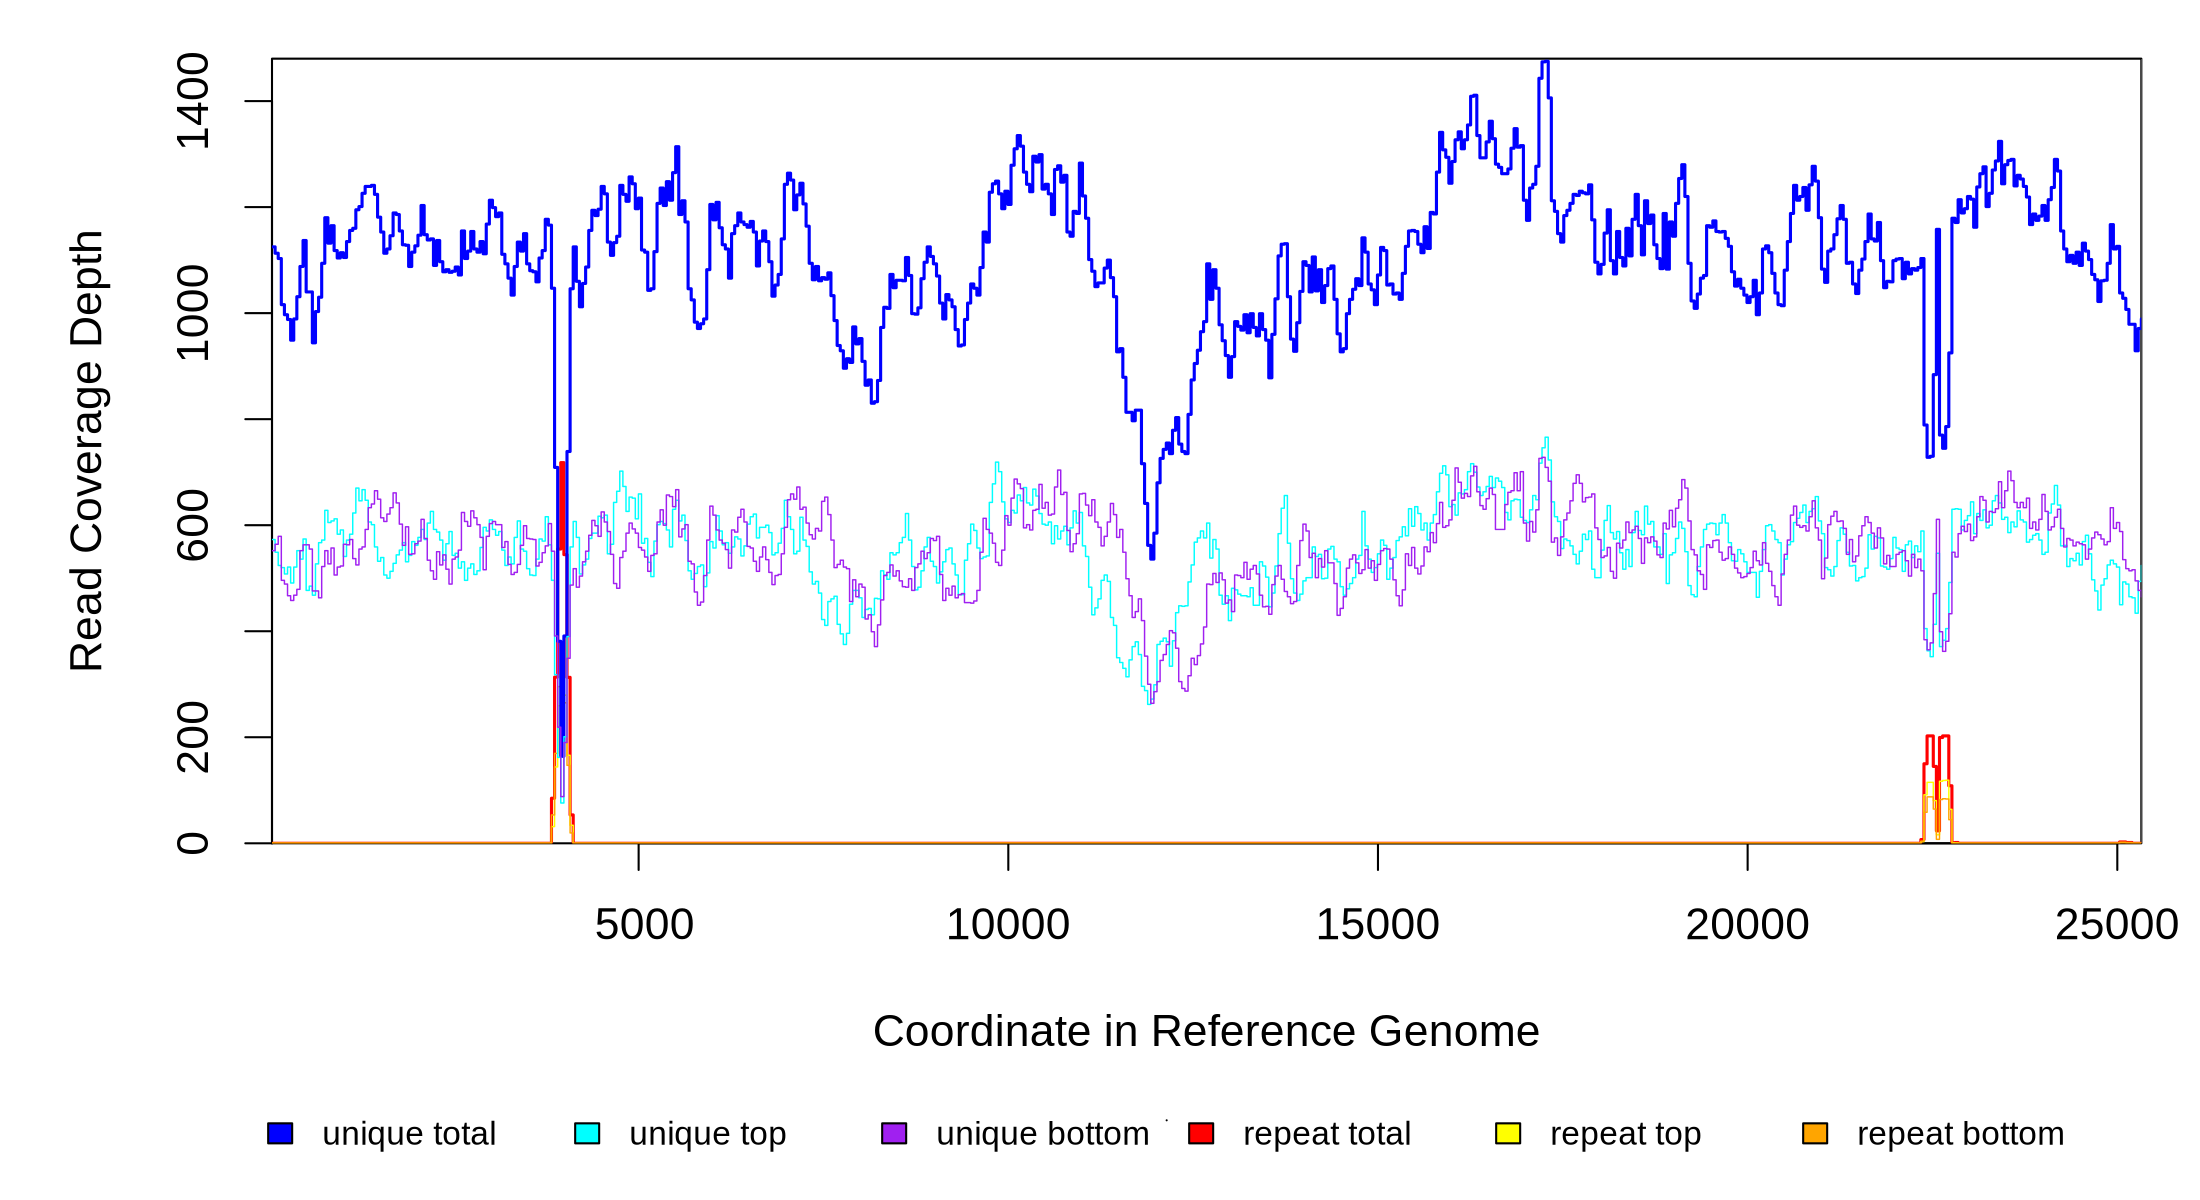 1400
1000
600
200
0
Read Coverage Depth
5000 10000 15000 20000 25000
Coordinate in Reference Genome
unique total unique top unique bottom repeat total repeat top repeat bottom